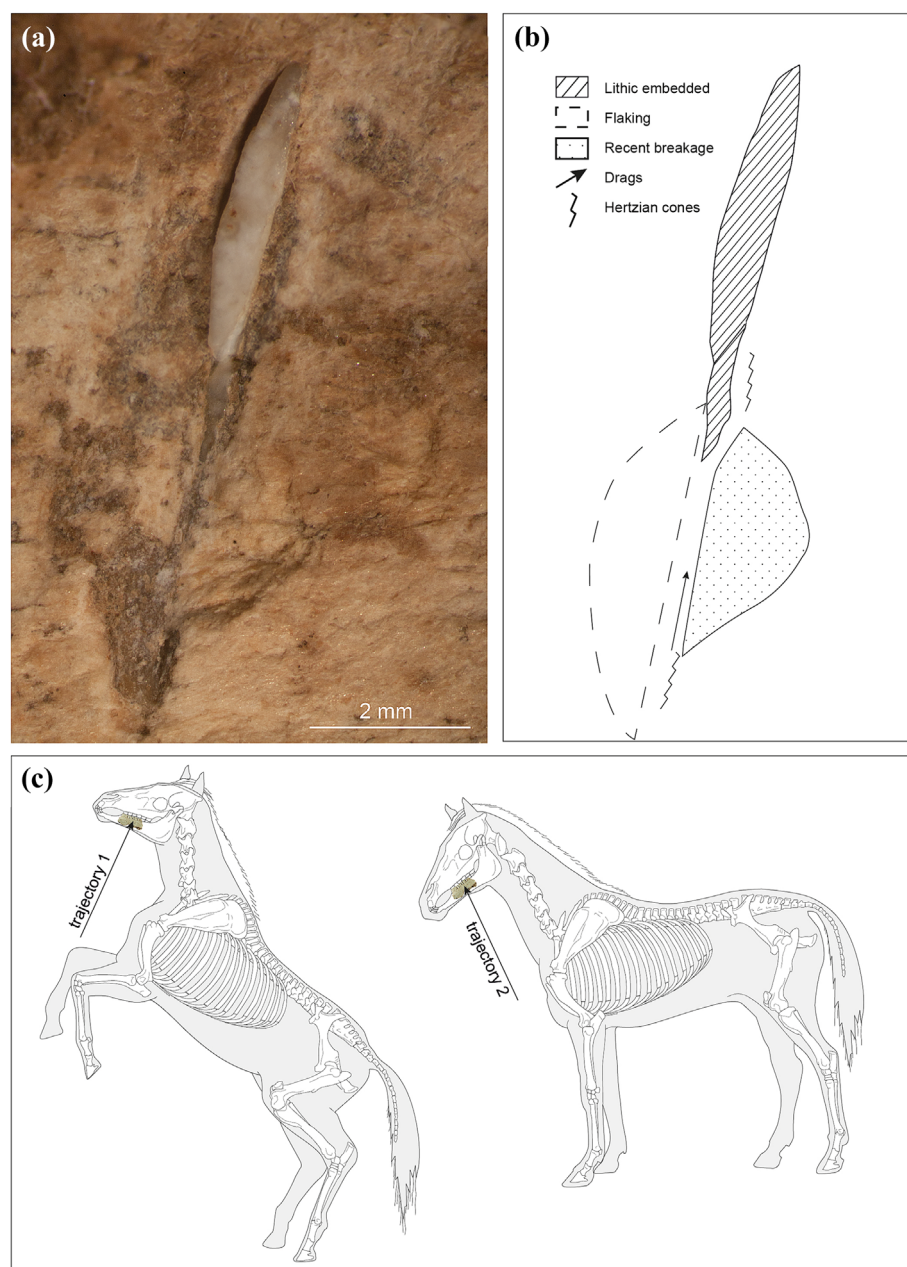 (a)
2 mm
(b)
Lithic embedded
Flaking
Recent breakage
Drags
Hertzian cones
(c)
trajectory 1
trajectory 2